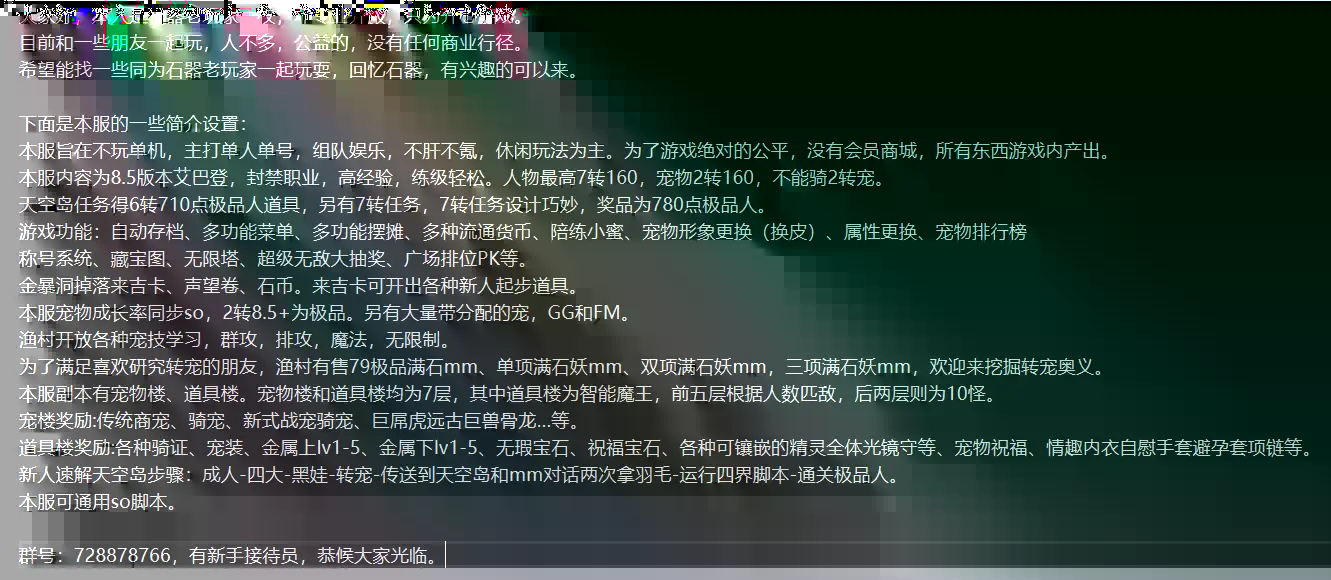 大家好，本人是石器老玩家一枚，
目前和一些朋友一起玩，人不多，公益的，没有任何商业行径。
希望能找一些同为石器老玩家一起玩耍，回忆石器，有兴趣的可以来。
下面是本服的一些简介设置：
本服旨在不玩单机，主打单人单号，组队娱乐，不肝不氪，休闲玩法为主。为了游戏绝对的公平，没有会员商城，所有东西游戏内产出。
本服内容为8.5版本艾巴登，封禁职业，高经验，练级轻松。人物最高7转160，宠物2转160，不能骑2转宠。
天空岛任务得6转710点极品人道具，另有7转任务，7转任务设计巧妙，奖品为780点极品人。
游戏功能：自动存档、多功能菜单、多功能摆摊、多种流通货币、陪练小蜜、宠物形象更换（换皮）、属性更换、宠物排行榜
称号系统、藏宝图、无限塔、超级无敌大抽奖、广场排位PK等。
金暴洞掉落来吉卡、声望卷、石币。来吉卡可开出各种新人起步道具。
本服宠物成长率同步so，2转8.5+为极品。另有大量带分配的宠，GG和FM。
渔村开放各种宠技学习，群攻，排攻，魔法，无限制。
为了满足喜欢研究转宠的朋友，渔村有售79极品满石mm、单项满石妖mm、双项满石妖mm，三项满石妖mm，欢迎来挖掘转宠奥义。
本服副本有宠物楼、道具楼。宠物楼和道具楼均为7层，其中道具楼为智能魔王，前五层根据人数匹敌，后两层则为10怪。
宠楼奖励:传统商宠、骑宠、新式战宠骑宠、巨屌虎远古巨兽骨龙...等。
道具楼奖励:各种骑证、宠装、金属上lv1-5、金属下lv1-5、无瑕宝石、祝福宝石、各种可镶嵌的精灵全体光镜守等、宠物祝福、情趣内衣自慰手套避孕套项链等。
新人速解天空岛步骤：成人-四大-黑娃-转宠-传送到天空岛和mm对话两次拿羽毛-运行四界脚本-通关极品人。
本服可通用so脚本。
群号：728878766，有新手接待员，恭候大家光临。